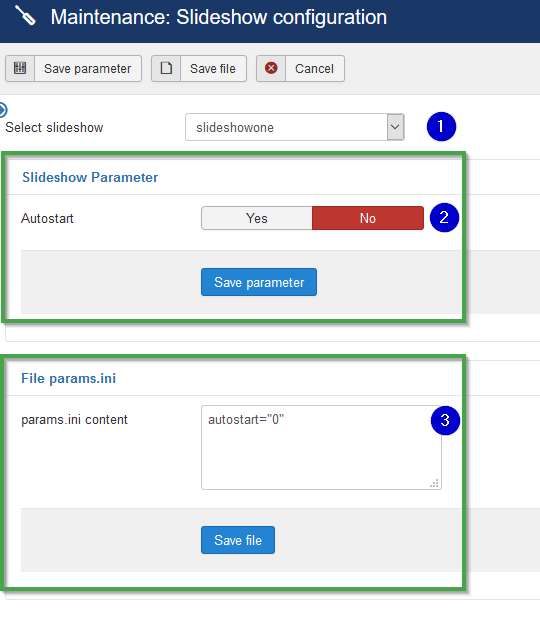 Maintenance: Slideshow configuration
Save parameter Save file Cancel
Select slideshow slideshowone 1
Slideshow Parameter
Autostart Yes No 2
Save parameter
File params.ini
params.ini content autostart="0" 3
Save file